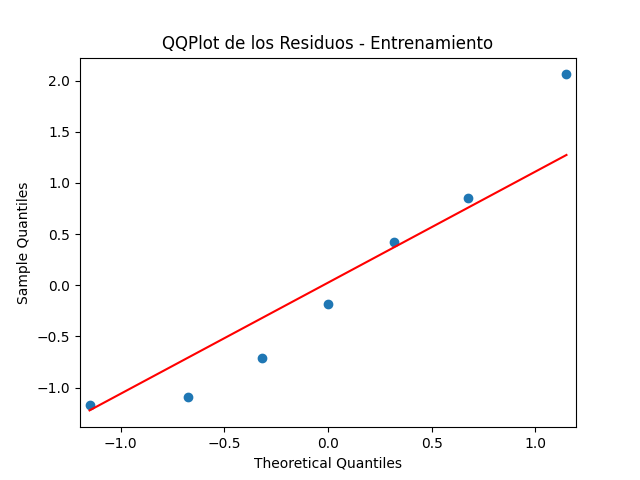 QQPlot de los Residuos - Entrenamiento
2.0
1.5
1.0
0.5
0.0
−0.5
−1.0
Sample Quantiles
−1.0 −0.5 0.0 0.5 1.0
Theoretical Quantiles